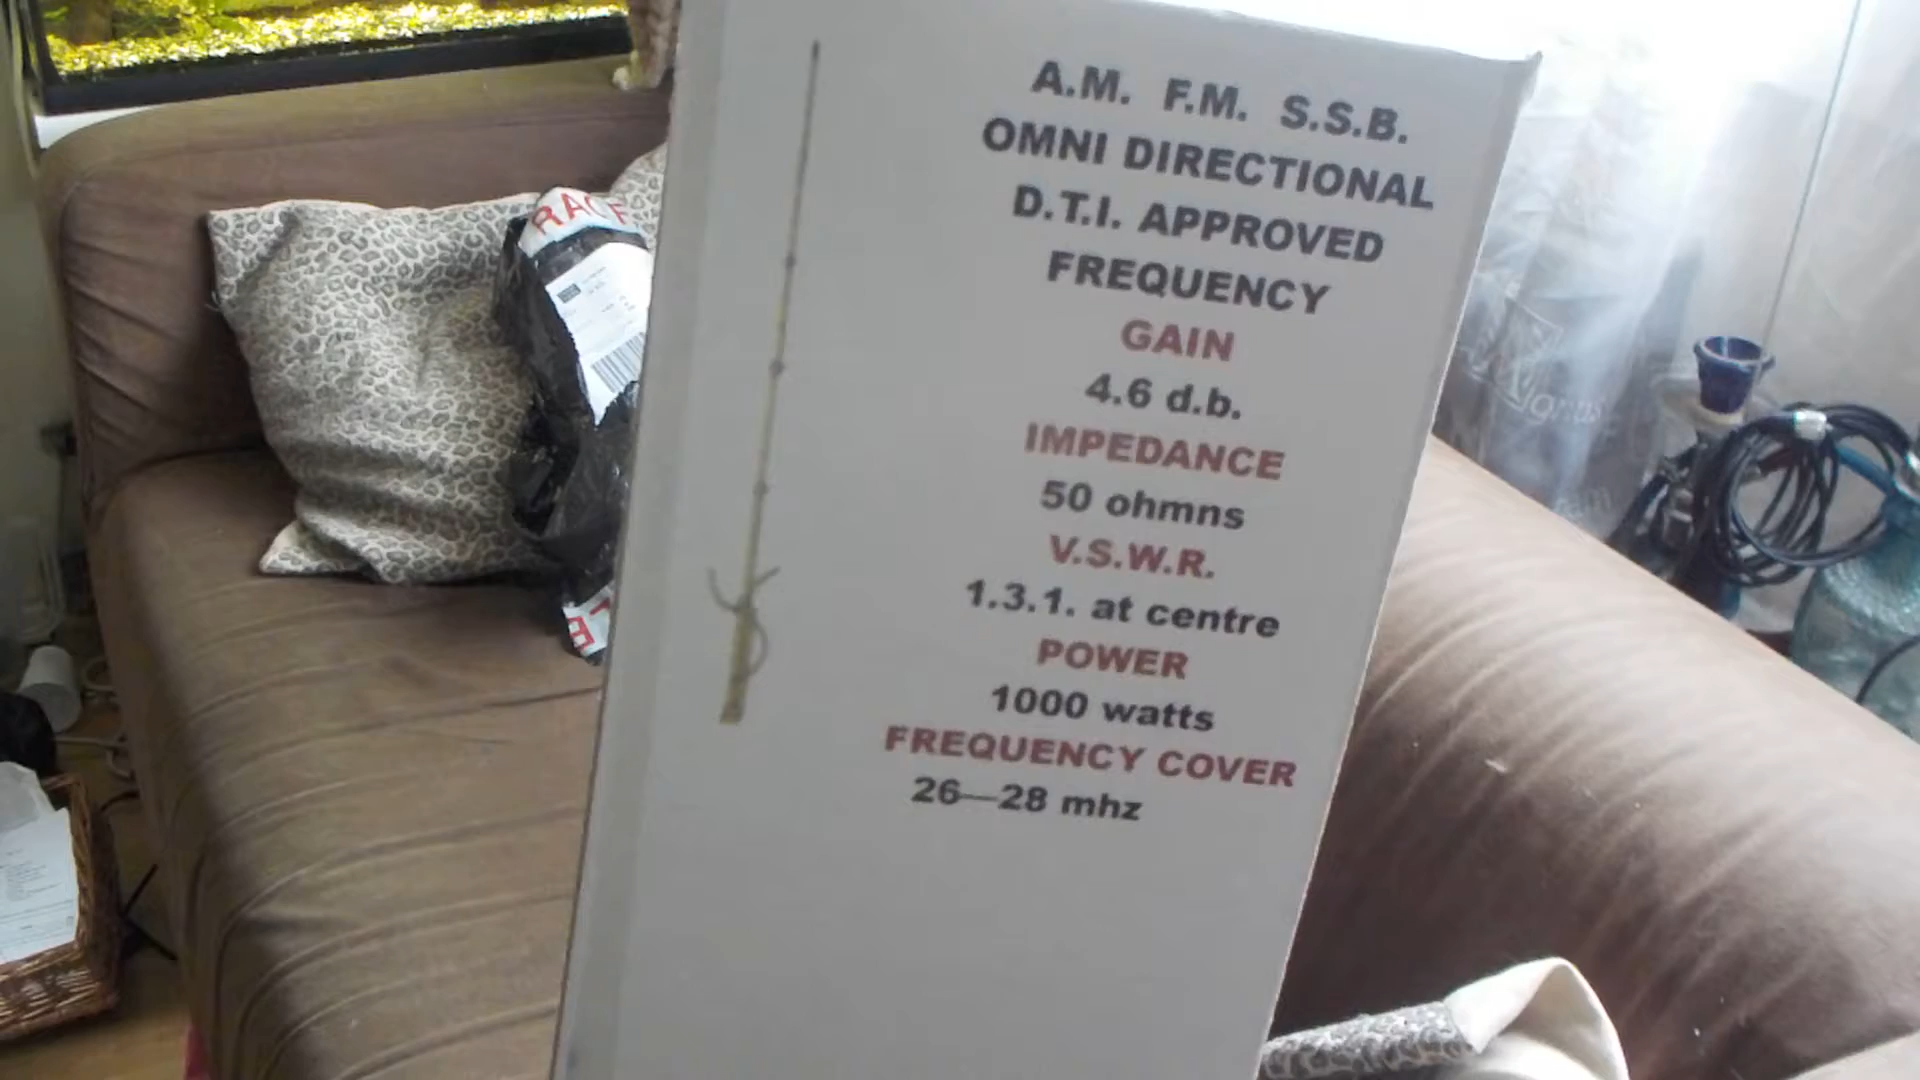 A.M. F.M. S.S.B.
OMNI DIRECTIONAL
D.T.I. APPROVED
FREQUENCY
GAIN
4.6 d.b.
IMPEDANCE
50 ohmns
V.S.W.R.
1.3.1. at centre
POWER
1000 watts
FREQUENCY COVER
26—28 mhz